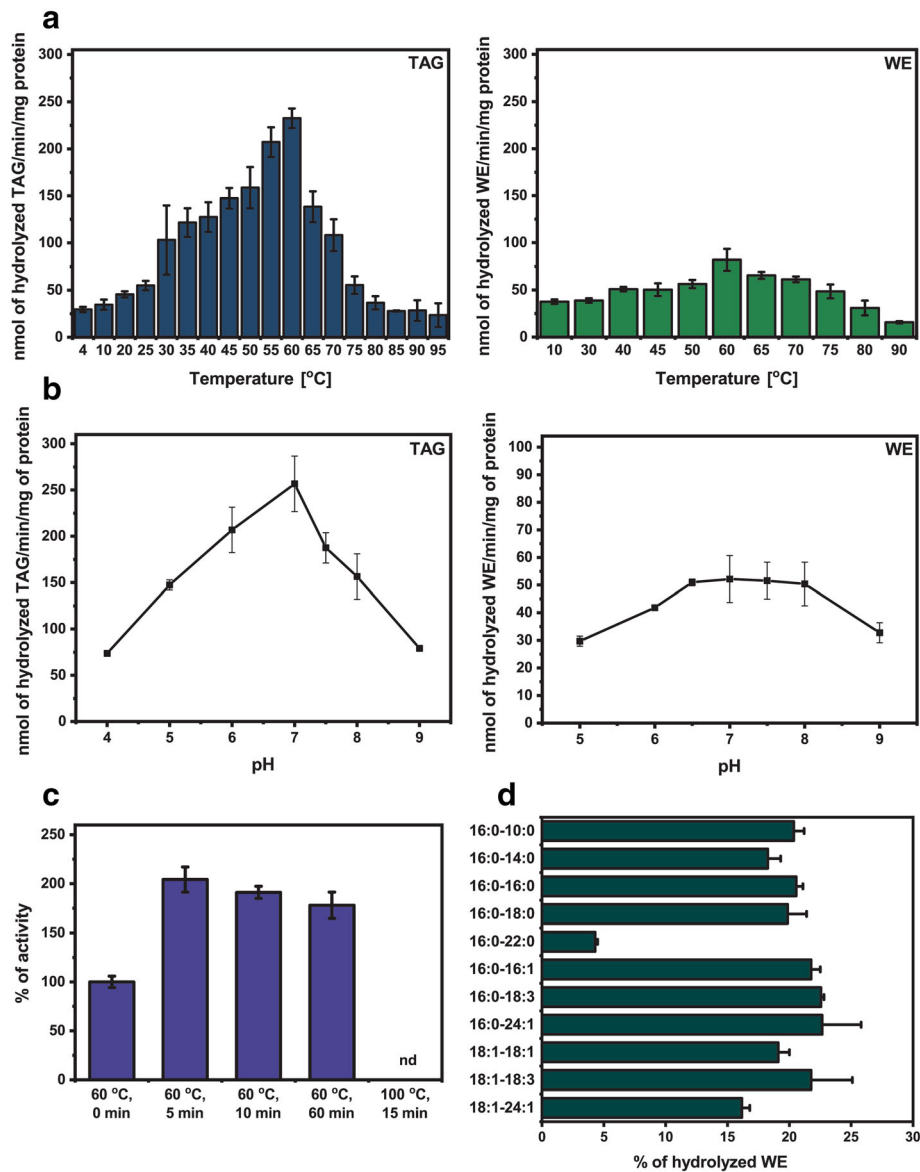 a
TAG
nmol of hydrolyzed TAG/min/mg protein
300
250
200
150
100
50
0
4 10 20 25 30 35 40 45 50 55 60 65 70 75 80 85 90 95
Temperature [°C]
WE
nmol of hydrolyzed WE/min/mg protein
300
250
200
150
100
50
0
10 30 40 45 50 60 65 70 75 80 90
Temperature [°C]
b
TAG
nmol of hydrolyzed TAG/min/mg of protein
300
250
200
150
100
50
0
4 5 6 7 8 9
pH
WE
nmol of hydrolyzed WE/min/mg of protein
100
90
80
70
60
50
40
30
20
10
0
5 6 7 8 9
pH
c
% of activity
250
200
150
100
50
0
nd
60 °C, 60 °C, 60 °C, 60 °C, 100 °C,
0 min 5 min 10 min 60 min 15 min
d
16:0-10:0
16:0-14:0
16:0-16:0
16:0-18:0
16:0-22:0
16:0-16:1
16:0-18:3
16:0-24:1
18:1-18:1
18:1-18:3
18:1-24:1
0 5 10 15 20 25 30
% of hydrolyzed WE